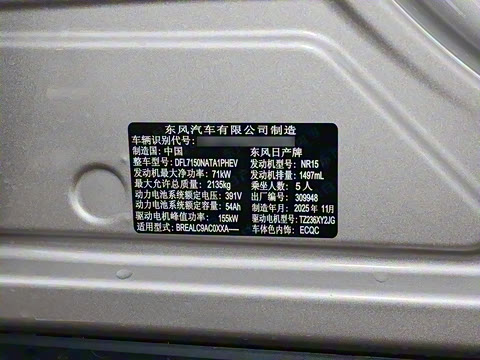 东风汽车有限公司制造
车辆识别代号:
制造国: 中国 东风日产牌
整车型号: DFL7150NATA1PHEV 发动机型号: NR15
发动机最大净功率: 71kW 发动机排量: 1497mL
最大允许总质量: 2135kg 乘坐人数: 5 人
动力电池系统额定电压: 391V 出厂编号: 309948
动力电池系统额定容量: 54Ah 制造年月: 2025 年 11月
驱动电机峰值功率: 155kW 驱动电机型号: TZ236XY2JG
适用型式: BREALC9AC0XXA---- 车体色内饰: ECQC